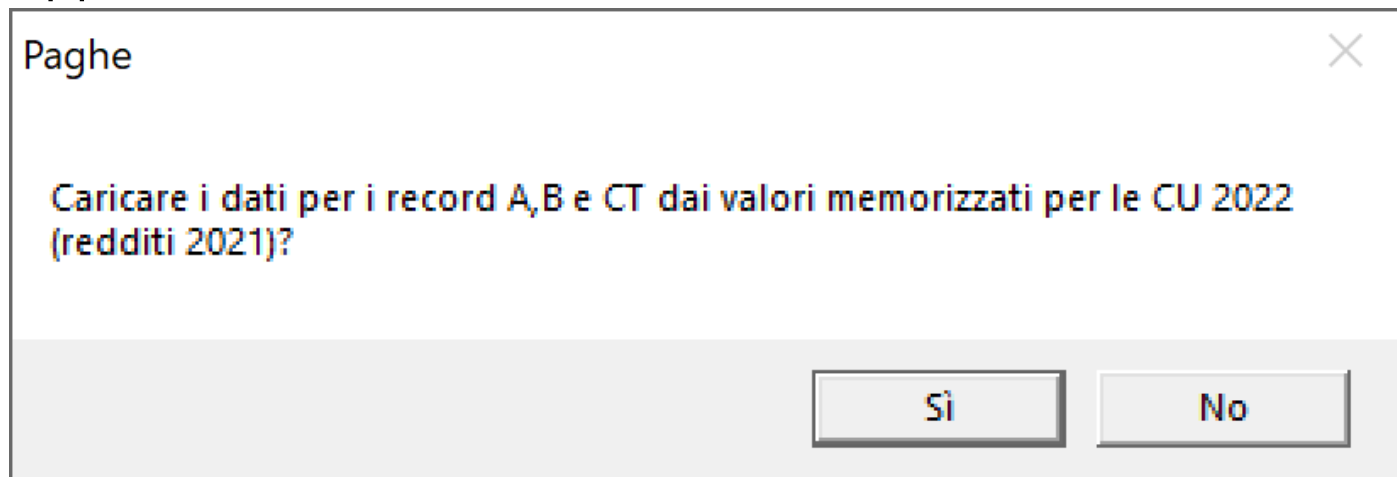 Paghe
Caricare i dati per i record A,B e CT dai valori memorizzati per le CU 2022
(redditi 2021)?
Sì
No